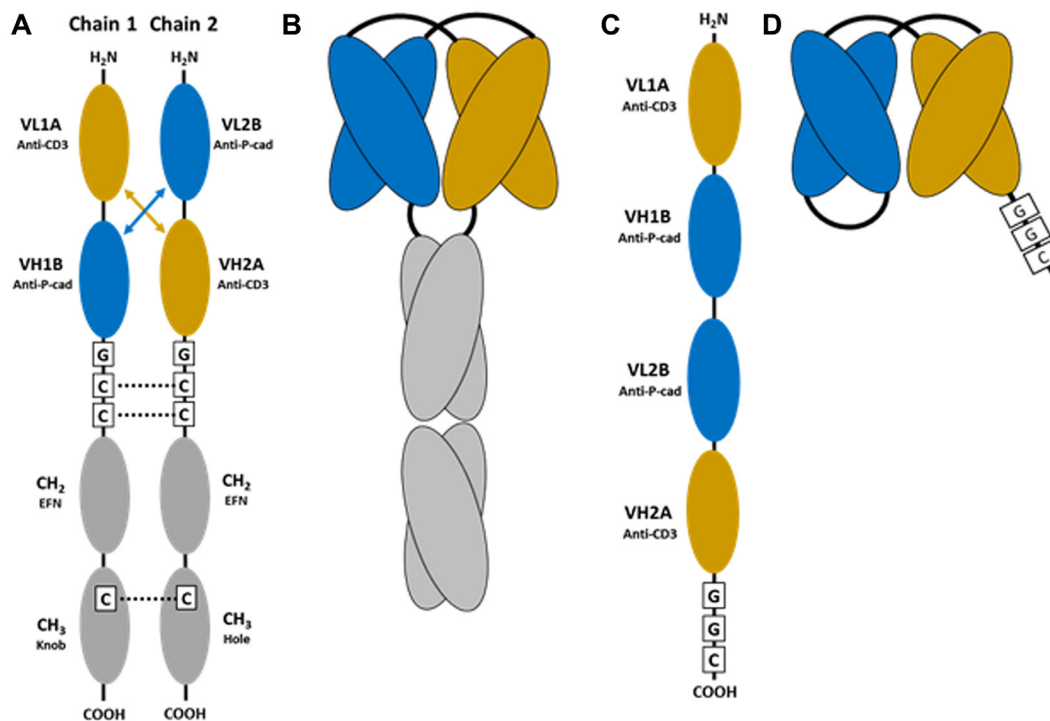 A
Chain 1 Chain 2
H₂N H₂N
VL1A
Anti-CD3
VL2B
Anti-P-cad
VH1B
Anti-P-cad
VH2A
Anti-CD3
G G
C C
C C
CH₂
EFN
CH₂
EFN
C C
CH₃
Knob
CH₃
Hole
COOH COOH
B
C
H₂N
VL1A
Anti-CD3
VH1B
Anti-P-cad
VL2B
Anti-P-cad
VH2A
Anti-CD3
G
G
C
COOH
D
G
G
C